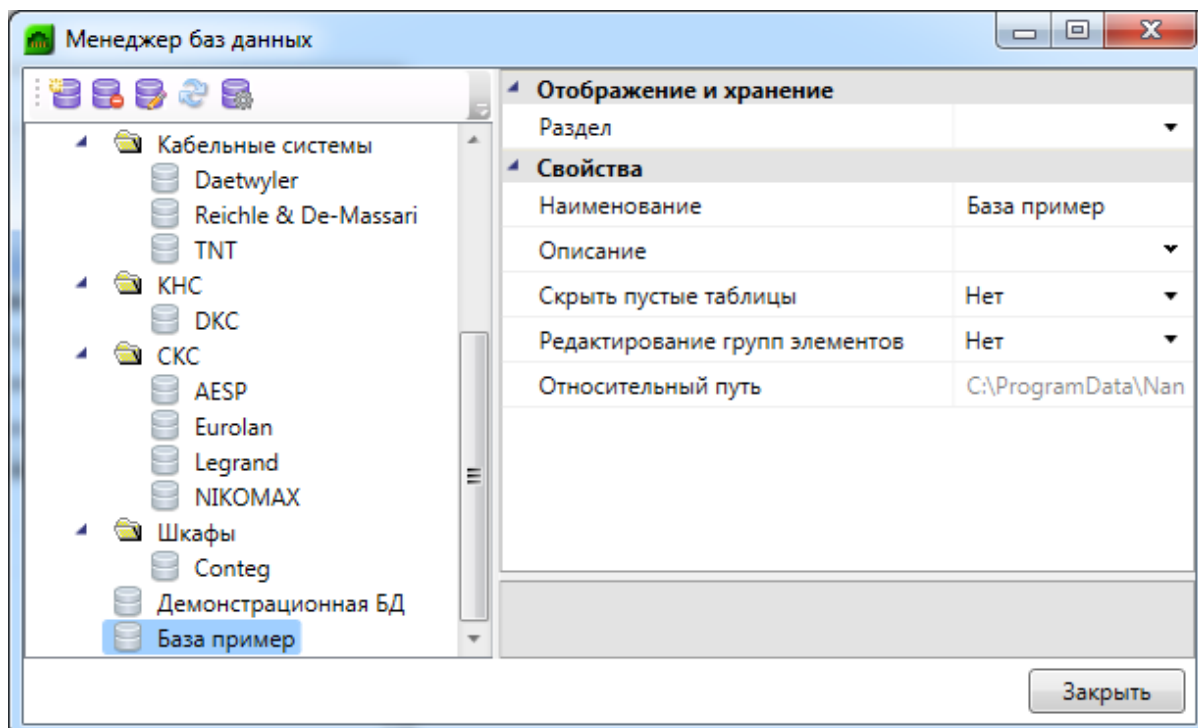 Менеджер баз данных
Кабельные системы
Daetwyler
Reichle & De-Massari
TNT
КНС
DKC
СКС
AESP
Eurolan
Legrand
NIKOMAX
Шкафы
Conteg
Демонстрационная БД
База пример
Отображение и хранение
Раздел
Свойства
Наименование База пример
Описание
Скрыть пустые таблицы Нет
Редактирование групп элементов Нет
Относительный путь C:\ProgramData\Nan
Закрыть